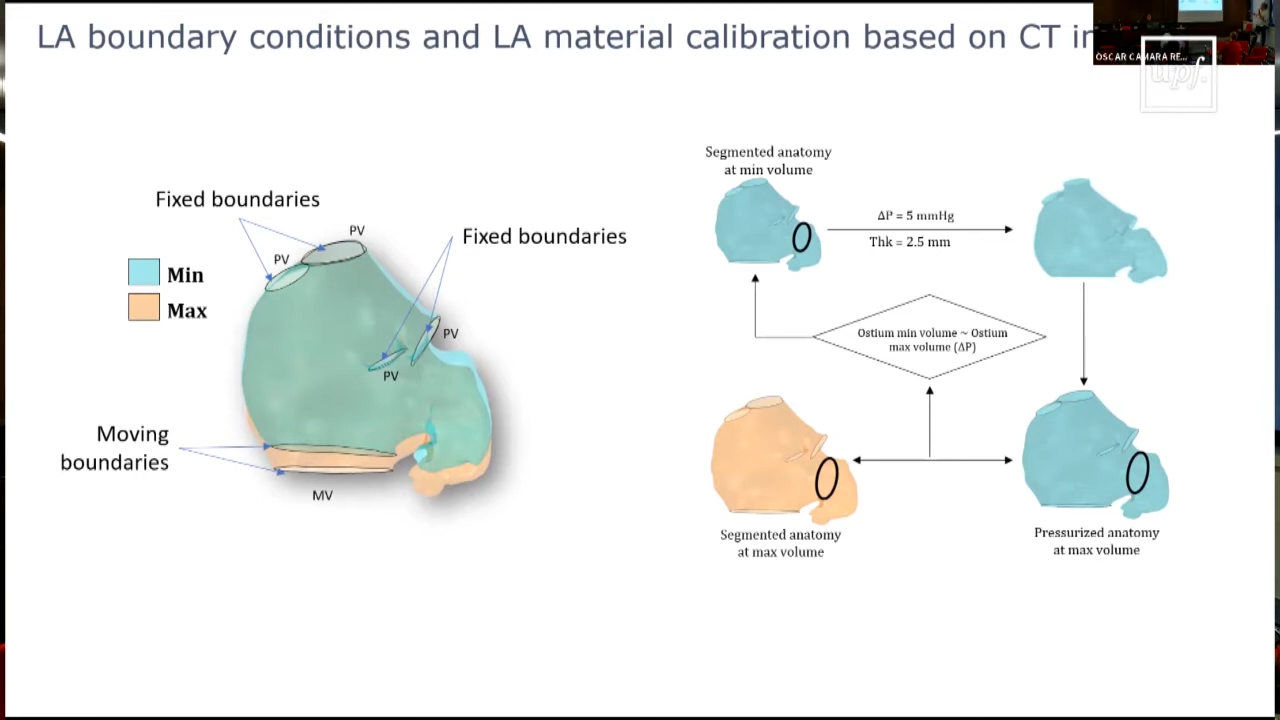 LA boundary conditions and LA material calibration based on CT
ÓSCAR CAMARA RE...
upf.
Fixed boundaries
PV
PV
Fixed boundaries
Min
Max
PV
PV
Moving
boundaries
MV
Segmented anatomy
at min volume
ΔP = 5 mmHg
Thk = 2.5 mm
Ostium min volume ~ Ostium
max volume (ΔP)
Segmented anatomy
at max volume
Pressurized anatomy
at max volume